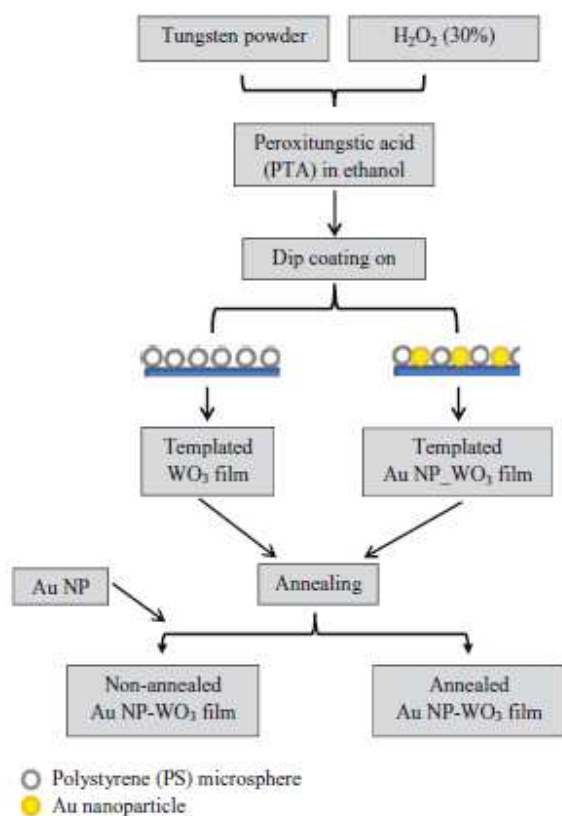 Tungsten powder
H₂O₂ (30%)
Peroxitungstic acid
(PTA) in ethanol
Dip coating on
Templated
WO₃ film
Templated
Au NP_WO₃ film
Au NP
Annealing
Non-annealed
Au NP-WO₃ film
Annealed
Au NP-WO₃ film
Polystyrene (PS) microsphere
Au nanoparticle